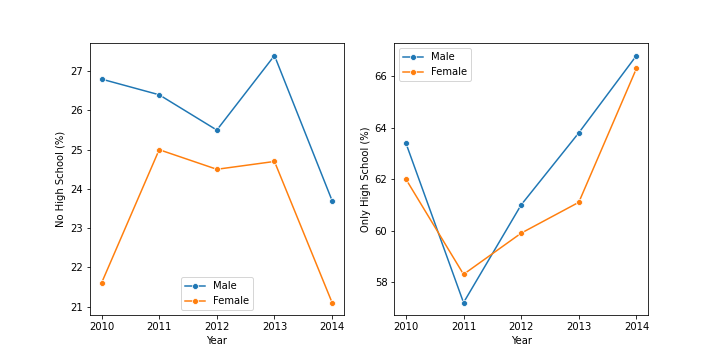 No High School (%)
27
26
25
24
23
22
21
2010 2011 2012 2013 2014
Year
Male
Female
Only High School (%)
66
64
62
60
58
2010 2011 2012 2013 2014
Year
Male
Female